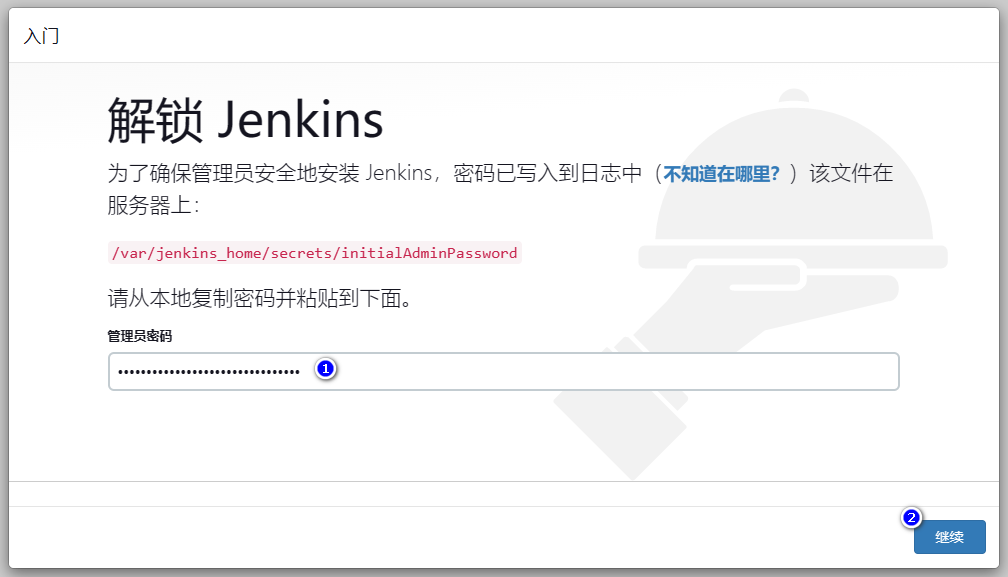 入门
解锁 Jenkins
为了确保管理员安全地安装 Jenkins，密码已写入到日志中（不知道在哪里？）该文件在
服务器上：
/var/jenkins_home/secrets/initialAdminPassword
请从本地复制密码并粘贴到下面。
管理员密码
••••••••••••••••••••••••••••••••
1
2
继续